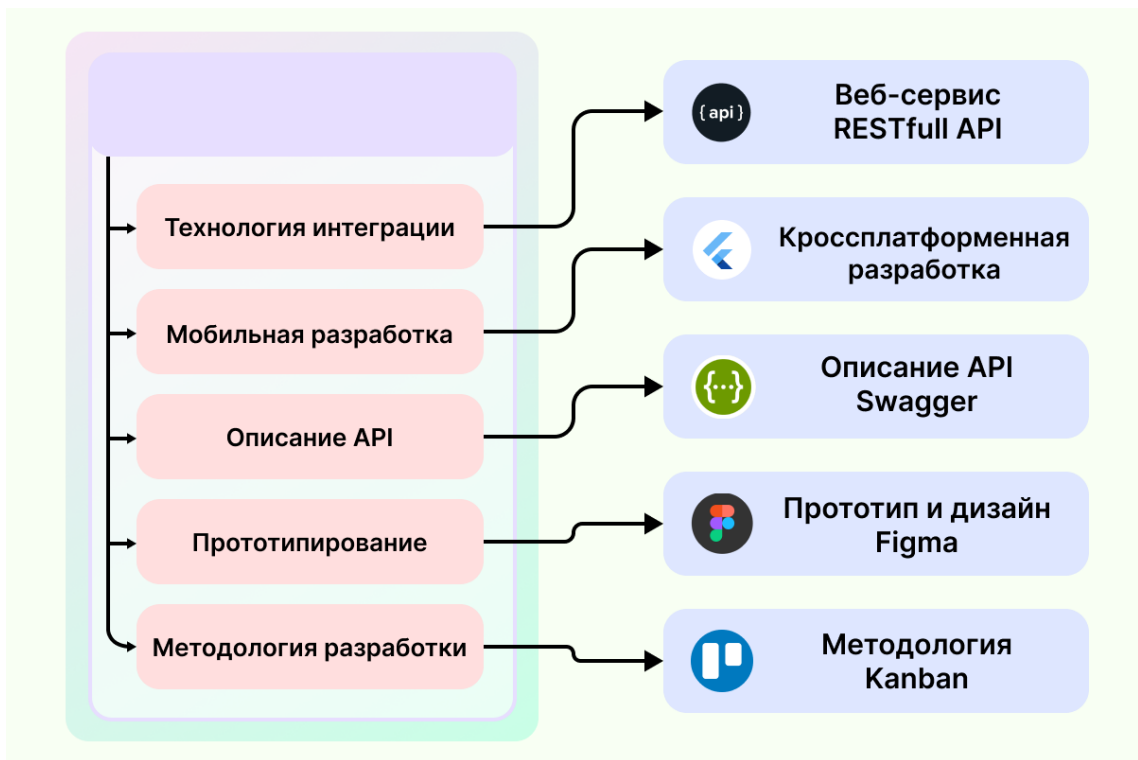 {api}
Веб-сервис
RESTfull API
Технология интеграции
Кроссплатформенная
разработка
Мобильная разработка
Описание API
Swagger
Описание API
Прототип и дизайн
Figma
Прототипирование
Методология
Kanban
Методология разработки